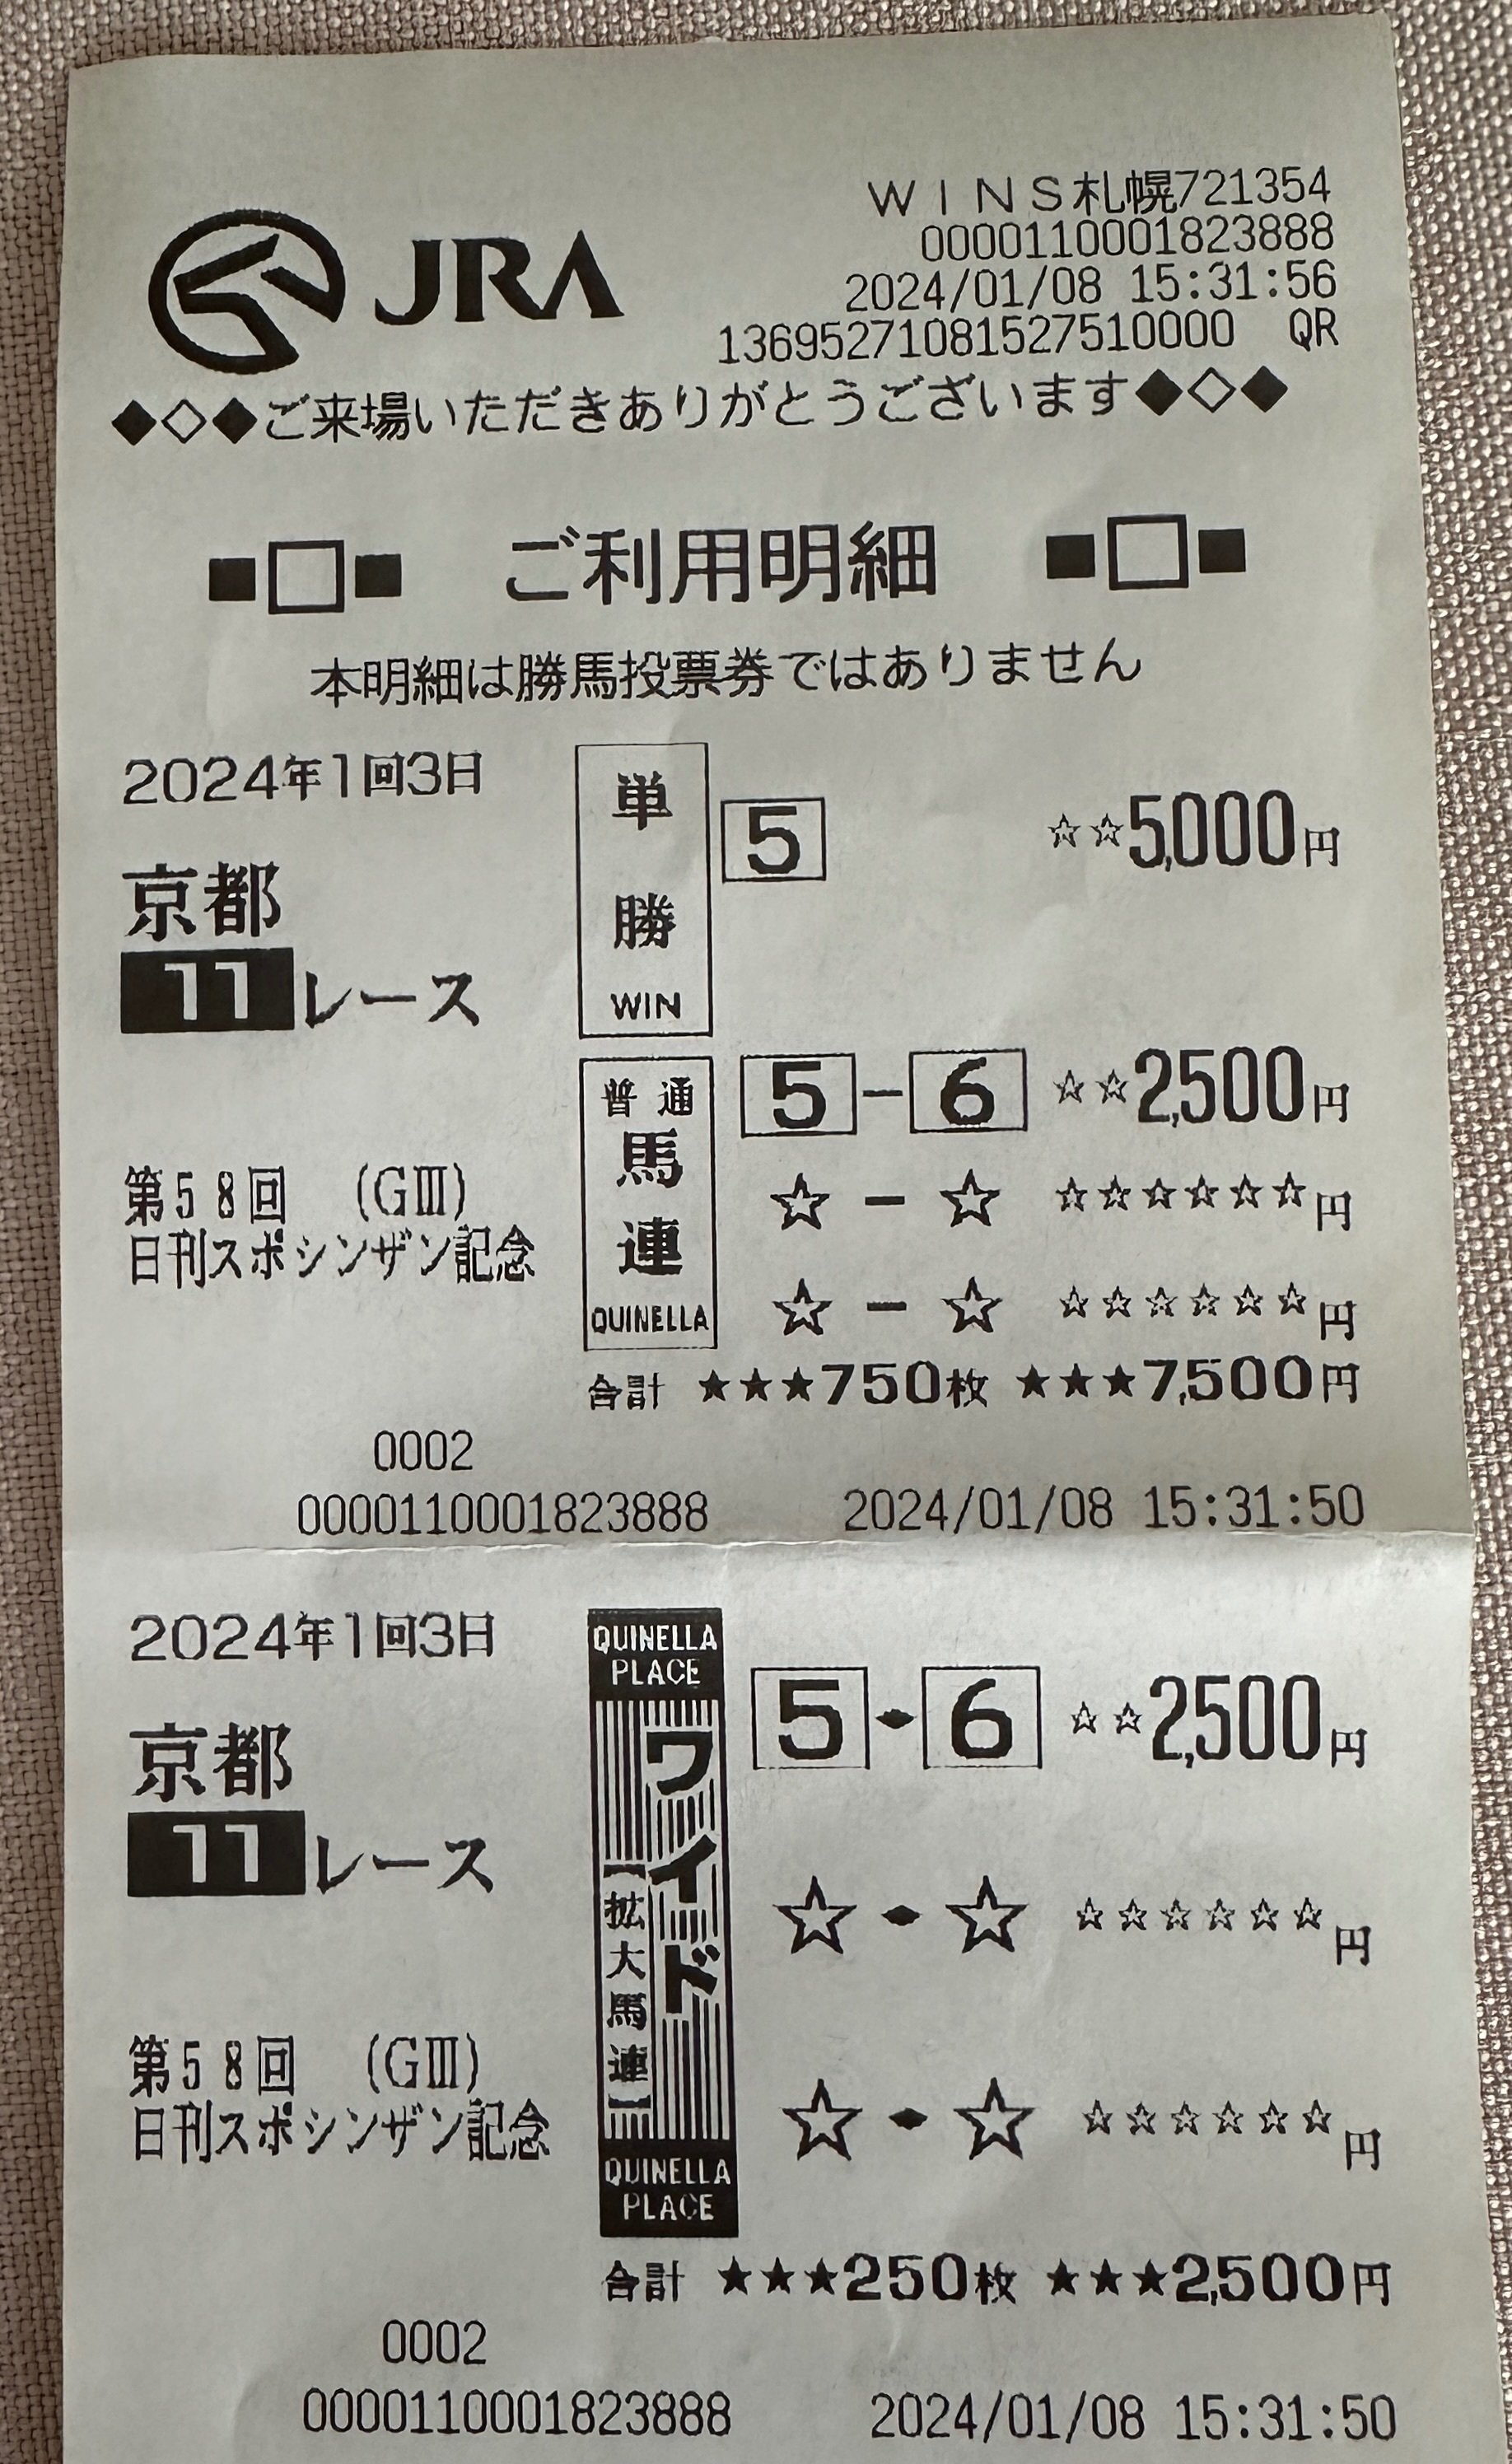 WINS札幌721354
0000110001823888
JRA
2024/01/08 15:31:56
13695271081527510000 QR
◆◇◆ご来場いただきありがとうございます◆◇◆
■□■ ご利用明細 ■□■
本明細は勝馬投票券ではありません
2024年1回3日
京都
11レース
第58回 (GⅢ)
日刊スポシンザン記念
単勝
WIN
5 ☆☆5,000円
普通
馬連
QUINELLA
5-6 ☆☆2,500円
☆-☆ ☆☆☆☆☆☆円
☆-☆ ☆☆☆☆☆☆円
合計 ★★★750枚 ★★★7,500円
0002
0000110001823888 2024/01/08 15:31:50
2024年1回3日
京都
11レース
第58回 (GⅢ)
日刊スポシンザン記念
QUINELLA
PLACE
ワイド
【拡大馬連】
QUINELLA
PLACE
5◆6 ☆☆2,500円
☆◆☆ ☆☆☆☆☆☆円
☆◆☆ ☆☆☆☆☆☆円
合計 ★★★250枚 ★★★2,500円
0002
0000110001823888 2024/01/08 15:31:50